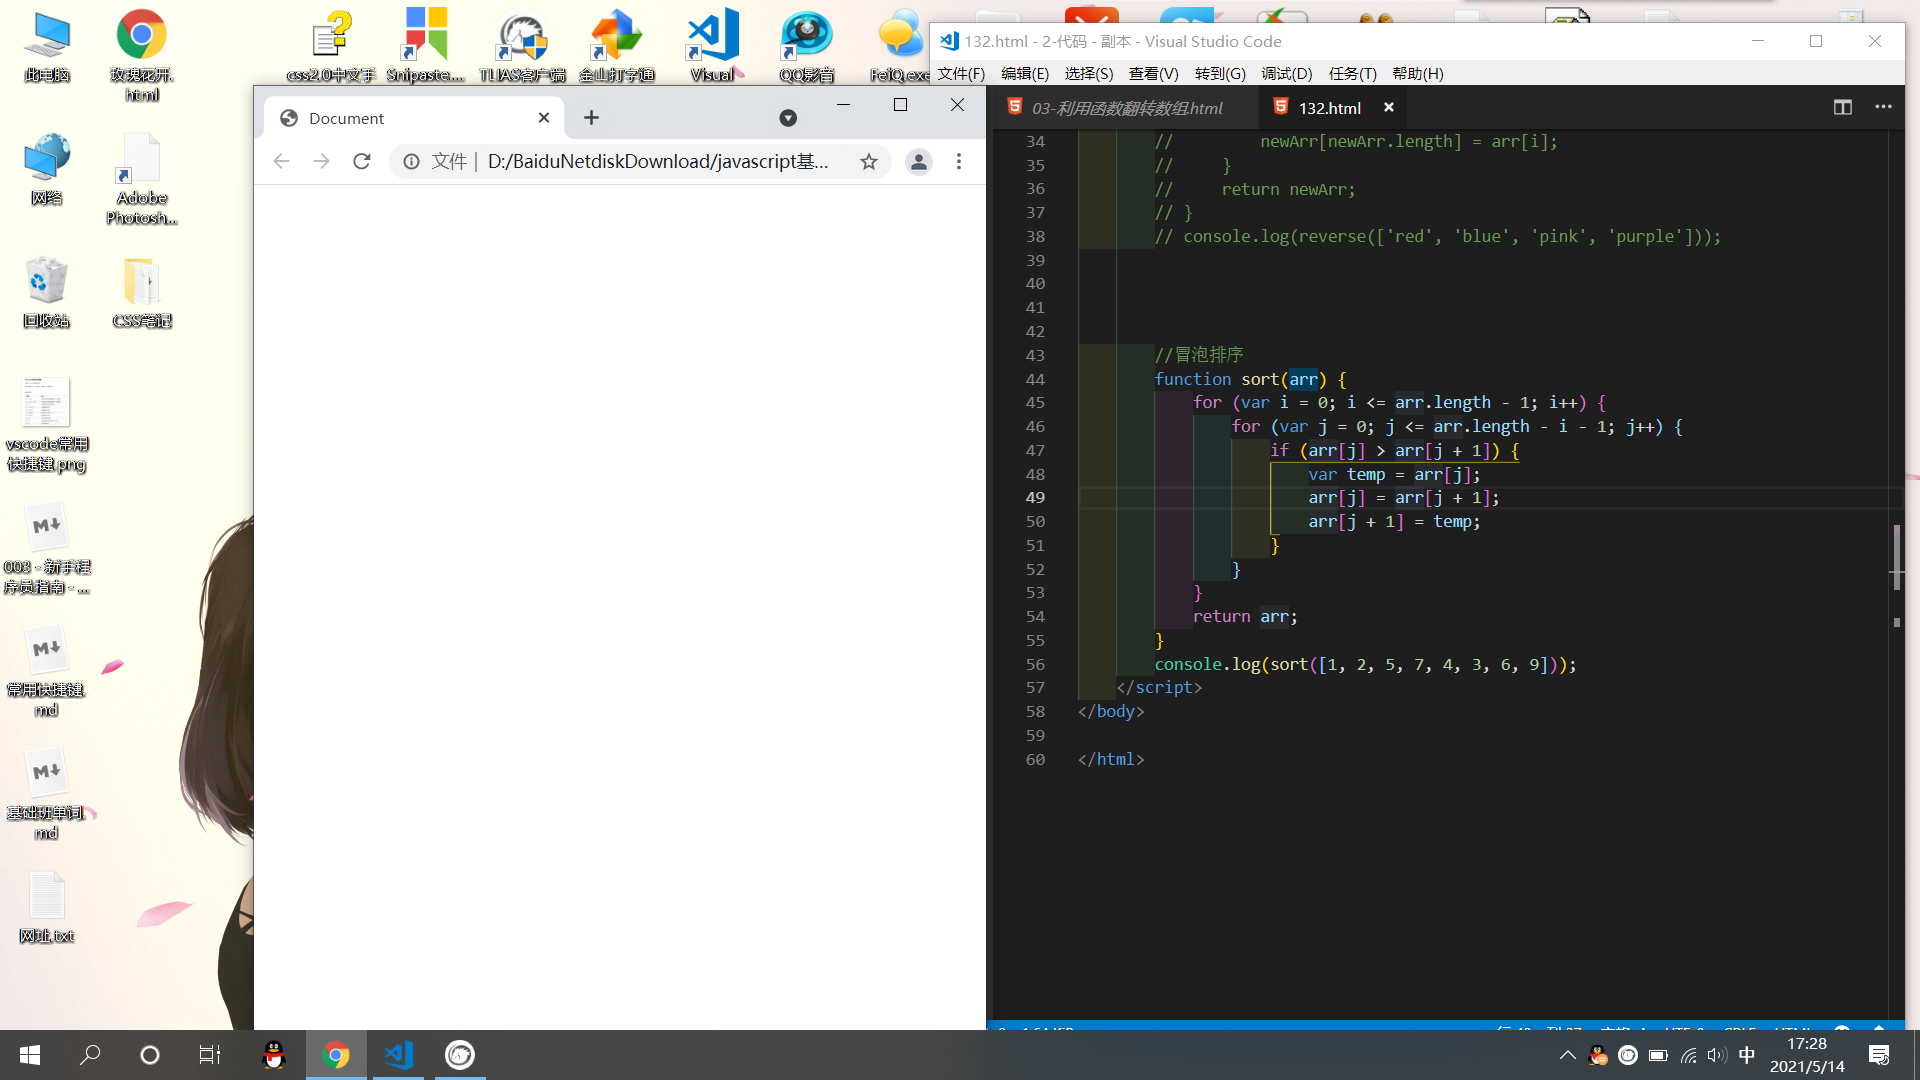 此电脑
玫瑰花开.
html
css2.0中文手
Snipaste....
TLIAS客户端
金山打字通
Visual
QQ影音
FeiQ.exe
网络
Adobe
Photosh...
回收站
CSS笔记
vscode常用
快捷键.png
003 - 新手程
序员指南 - ...
常用快捷键.
md
基础班单词.
md
网址.txt
Document
文件 | D:/BaiduNetdiskDownload/javascript基...
132.html - 2-代码 - 副本 - Visual Studio Code
文件(F) 编辑(E) 选择(S) 查看(V) 转到(G) 调试(D) 任务(T) 帮助(H)
03-利用函数翻转数组.html 132.html
34 // newArr[newArr.length] = arr[i];
35 // }
36 // return newArr;
37 // }
38 // console.log(reverse(['red', 'blue', 'pink', 'purple']));
39
40
41
42
43 //冒泡排序
44 function sort(arr) {
45 for (var i = 0; i <= arr.length - 1; i++) {
46 for (var j = 0; j <= arr.length - i - 1; j++) {
47 if (arr[j] > arr[j + 1]) {
48 var temp = arr[j];
49 arr[j] = arr[j + 1];
50 arr[j + 1] = temp;
51 }
52 }
53 }
54 return arr;
55 }
56 console.log(sort([1, 2, 5, 7, 4, 3, 6, 9]));
57 </script>
58 </body>
59
60 </html>
中
17:28
2021/5/14